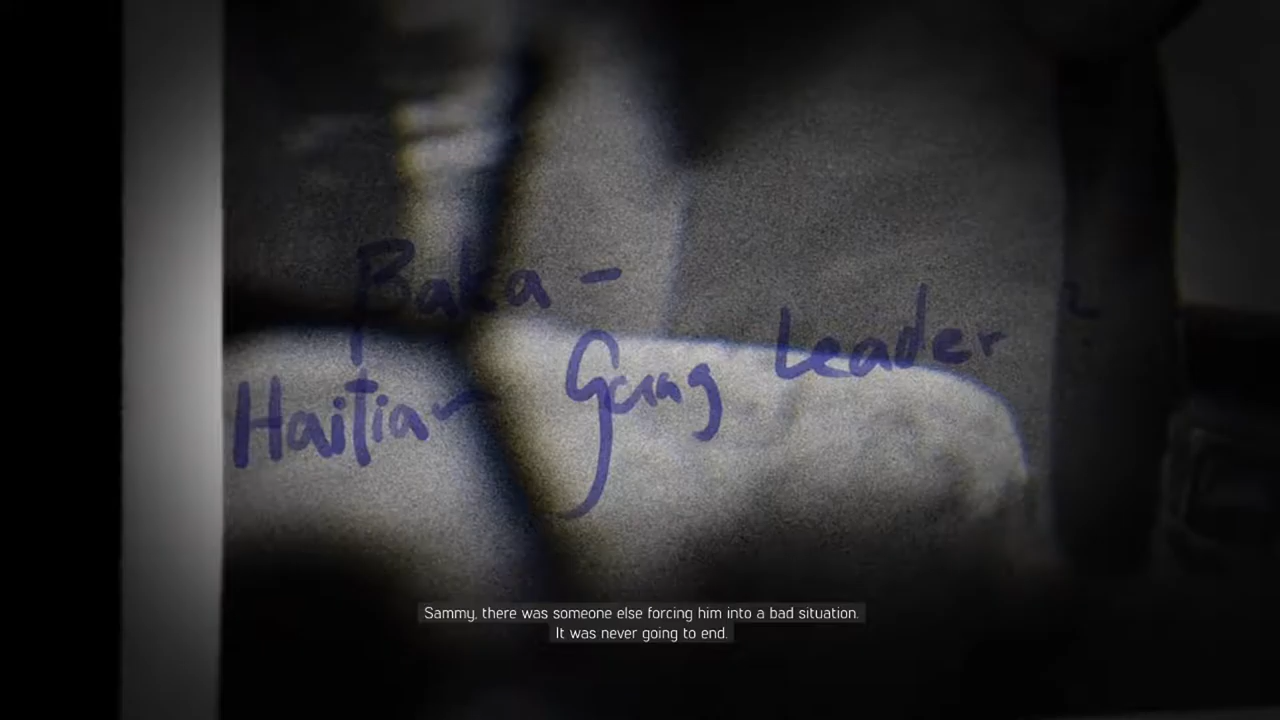 Baka -
Haitian Gang Leader
Sammy, there was someone else forcing him into a bad situation.
It was never going to end.